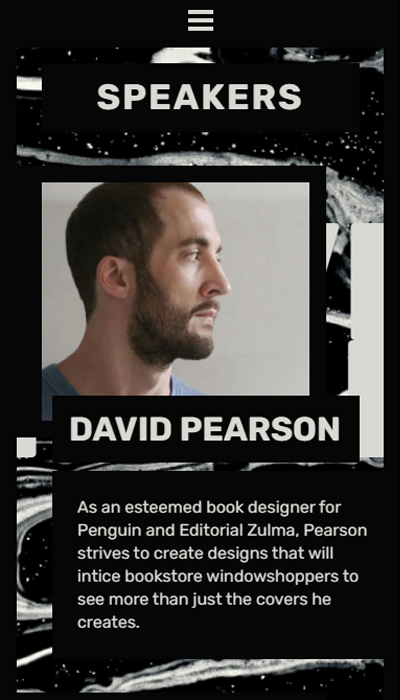 SPEAKERS
DAVID PEARSON
As an esteemed book designer for
Penguin and Editorial Zulma, Pearson
strives to create designs that will
intice bookstore windowshoppers to
see more than just the covers he
creates.